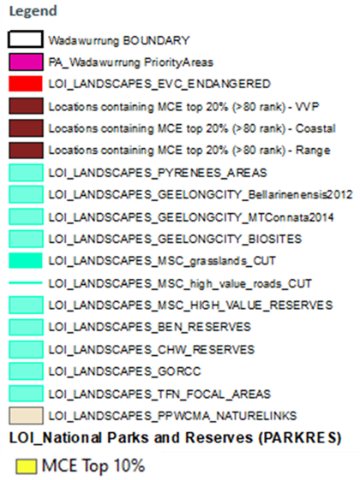 Legend
Wadawurrung BOUNDARY
PA_Wadawurrung PriorityAreas
LOI_LANDSCAPES_EVC_ENDANGERED
Locations containing MCE top 20% (>80 rank) - VVP
Locations containing MCE top 20% (>80 rank) - Coastal
Locations containing MCE top 20% (>80 rank) - Range
LOI_LANDSCAPES_PYRENEES_AREAS
LOI_LANDSCAPES_GEELONGCITY_Bellarinenensis2012
LOI_LANDSCAPES_GEELONGCITY_MTConnata2014
LOI_LANDSCAPES_GEELONGCITY_BIOSITES
LOI_LANDSCAPES_MSC_grasslands_CUT
LOI_LANDSCAPES_MSC_high_value_roads_CUT
LOI_LANDSCAPES_MSC_HIGH_VALUE_RESERVES
LOI_LANDSCAPES_BEN_RESERVES
LOI_LANDSCAPES_CHW_RESERVES
LOI_LANDSCAPES_GORCC
LOI_LANDSCAPES_TFN_FOCAL_AREAS
LOI_LANDSCAPES_PPWCMA_NATURELINKS
LOI_National Parks and Reserves (PARKRES)
MCE Top 10%